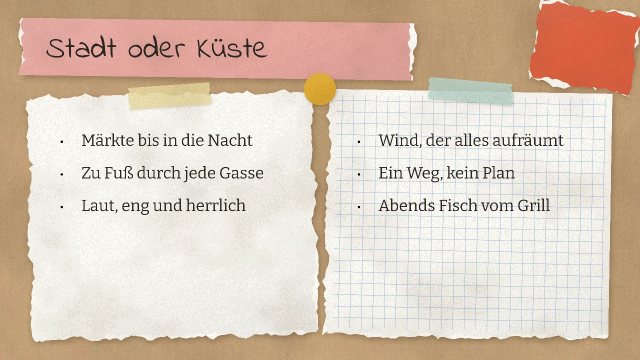 Stadt oder Küste
• Märkte bis in die Nacht
• Zu Fuß durch jede Gasse
• Laut, eng und herrlich
• Wind, der alles aufräumt
• Ein Weg, kein Plan
• Abends Fisch vom Grill